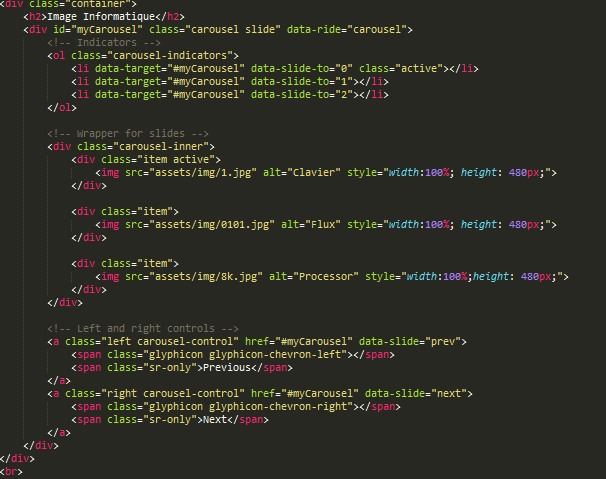 <div class="container">
<h2>Image Informatique</h2>
<div id="myCarousel" class="carousel slide" data-ride="carousel">
<!-- Indicators -->
<ol class="carousel-indicators">
<li data-target="#myCarousel" data-slide-to="0" class="active"></li>
<li data-target="#myCarousel" data-slide-to="1"></li>
<li data-target="#myCarousel" data-slide-to="2"></li>
</ol>
<!-- Wrapper for slides -->
<div class="carousel-inner">
<div class="item active">
<img src="assets/img/1.jpg" alt="Clavier" style="width:100%; height: 480px;">
</div>
<div class="item">
<img src="assets/img/0101.jpg" alt="Flux" style="width:100%; height: 480px;">
</div>
<div class="item">
<img src="assets/img/8k.jpg" alt="Processor" style="width:100%;height: 480px;">
</div>
</div>
<!-- Left and right controls -->
<a class="left carousel-control" href="#myCarousel" data-slide="prev">
<span class="glyphicon glyphicon-chevron-left"></span>
<span class="sr-only">Previous</span>
</a>
<a class="right carousel-control" href="#myCarousel" data-slide="next">
<span class="glyphicon glyphicon-chevron-right"></span>
<span class="sr-only">Next</span>
</a>
</div>
</div>
<br>